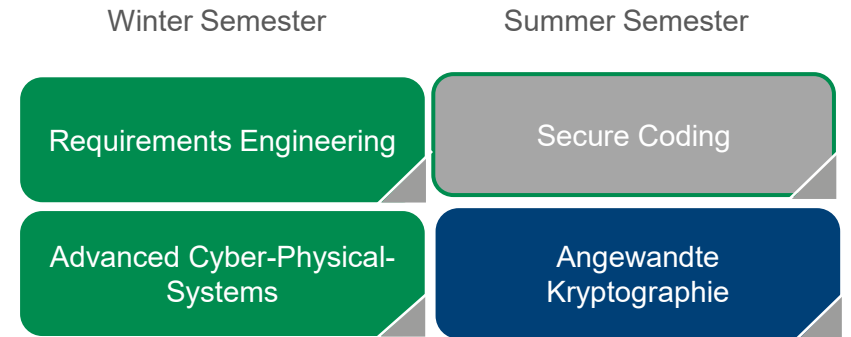 Winter Semester
Summer Semester
Requirements Engineering
Secure Coding
Advanced Cyber-Physical-
Systems
Angewandte
Kryptographie